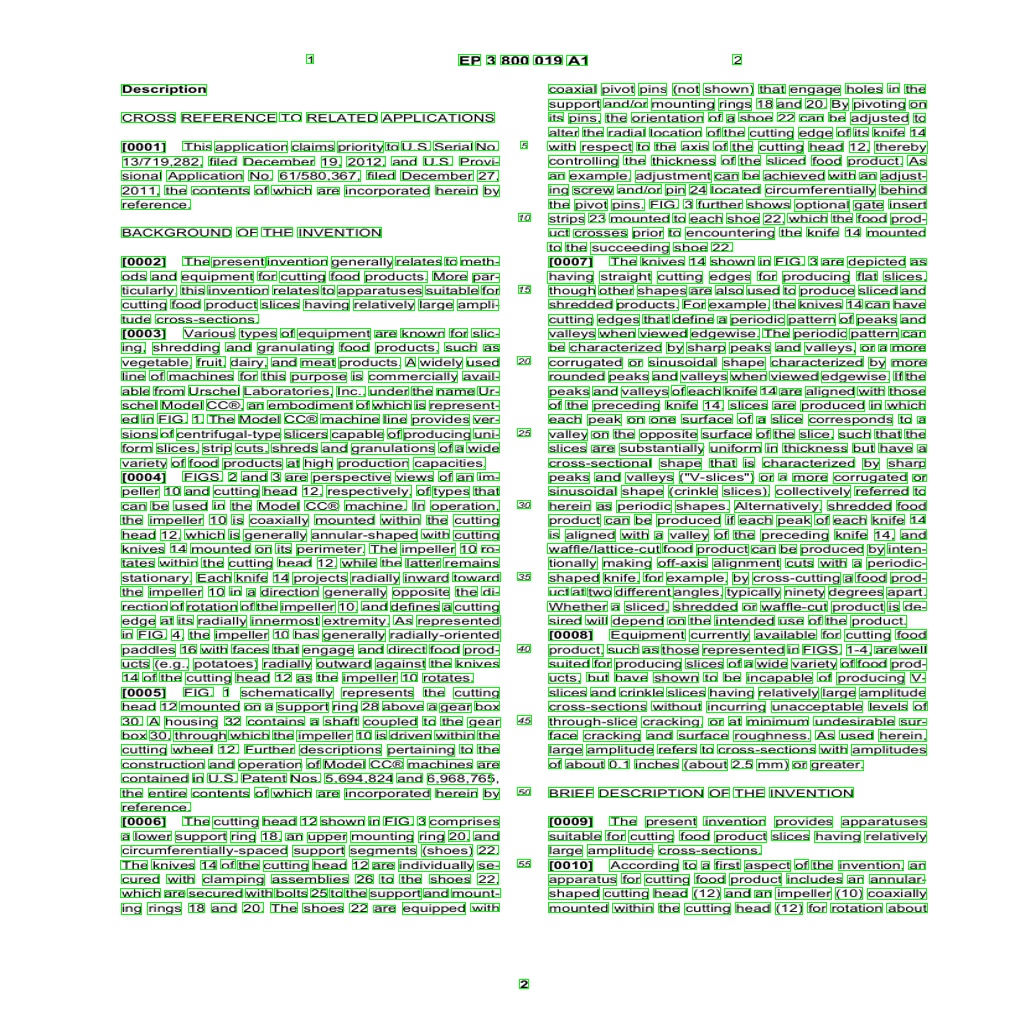 1
EP 3 800 019 A1
2
Description
CROSS REFERENCE TO RELATED APPLICATIONS
[0001] This application claims priority to U.S. Serial No.
13/719,282, filed December 19, 2012, and U.S. Provi-
sional Application No. 61/580,367, filed December 27,
2011, the contents of which are incorporated herein by
reference.
BACKGROUND OF THE INVENTION
[0002] The present invention generally relates to meth-
ods and equipment for cutting food products. More par-
ticularly, this invention relates to apparatuses suitable for
cutting food product slices having relatively large ampli-
tude cross-sections.
[0003] Various types of equipment are known for slic-
ing, shredding and granulating food products, such as
vegetable, fruit, dairy, and meat products. A widely used
line of machines for this purpose is commercially avail-
able from Urschel Laboratories, Inc., under the name Ur-
schel Model CC®, an embodiment of which is represent-
ed in FIG. 1. The Model CC® machine line provides ver-
sions of centrifugal-type slicers capable of producing uni-
form slices, strip cuts, shreds and granulations of a wide
variety of food products at high production capacities.
[0004] FIGS. 2 and 3 are perspective views of an im-
peller 10 and cutting head 12, respectively, of types that
can be used in the Model CC® machine. In operation,
the impeller 10 is coaxially mounted within the cutting
head 12, which is generally annular-shaped with cutting
knives 14 mounted on its perimeter. The impeller 10 ro-
tates within the cutting head 12, while the latter remains
stationary. Each knife 14 projects radially inward toward
the impeller 10 in a direction generally opposite the di-
rection of rotation of the impeller 10, and defines a cutting
edge at its radially innermost extremity. As represented
in FIG. 4, the impeller 10 has generally radially-oriented
paddles 16 with faces that engage and direct food prod-
ucts (e.g., potatoes) radially outward against the knives
14 of the cutting head 12 as the impeller 10 rotates.
[0005] FIG. 1 schematically represents the cutting
head 12 mounted on a support ring 28 above a gear box
30. A housing 32 contains a shaft coupled to the gear
box 30, through which the impeller 10 is driven within the
cutting wheel 12. Further descriptions pertaining to the
construction and operation of Model CC® machines are
contained in U.S. Patent Nos. 5,694,824 and 6,968,765,
the entire contents of which are incorporated herein by
reference.
[0006] The cutting head 12 shown in FIG. 3 comprises
a lower support ring 18, an upper mounting ring 20, and
circumferentially-spaced support segments (shoes) 22.
The knives 14 of the cutting head 12 are individually se-
cured with clamping assemblies 26 to the shoes 22,
which are secured with bolts 25 to the support and mount-
ing rings 18 and 20. The shoes 22 are equipped with
5
10
15
20
25
30
35
40
45
50
55
coaxial pivot pins (not shown) that engage holes in the
support and/or mounting rings 18 and 20. By pivoting on
its pins, the orientation of a shoe 22 can be adjusted to
alter the radial location of the cutting edge of its knife 14
with respect to the axis of the cutting head 12, thereby
controlling the thickness of the sliced food product. As
an example, adjustment can be achieved with an adjust-
ing screw and/or pin 24 located circumferentially behind
the pivot pins. FIG. 3 further shows optional gate insert
strips 23 mounted to each shoe 22, which the food prod-
uct crosses prior to encountering the knife 14 mounted
to the succeeding shoe 22.
[0007] The knives 14 shown in FIG. 3 are depicted as
having straight cutting edges for producing flat slices,
though other shapes are also used to produce sliced and
shredded products. For example, the knives 14 can have
cutting edges that define a periodic pattern of peaks and
valleys when viewed edgewise. The periodic pattern can
be characterized by sharp peaks and valleys, or a more
corrugated or sinusoidal shape characterized by more
rounded peaks and valleys when viewed edgewise. If the
peaks and valleys of each knife 14 are aligned with those
of the preceding knife 14, slices are produced in which
each peak on one surface of a slice corresponds to a
valley on the opposite surface of the slice, such that the
slices are substantially uniform in thickness but have a
cross-sectional shape that is characterized by sharp
peaks and valleys ("V-slices") or a more corrugated or
sinusoidal shape (crinkle slices), collectively referred to
herein as periodic shapes. Alternatively, shredded food
product can be produced if each peak of each knife 14
is aligned with a valley of the preceding knife 14, and
waffle/lattice-cut food product can be produced by inten-
tionally making off-axis alignment cuts with a periodic-
shaped knife, for example, by cross-cutting a food prod-
uct at two different angles, typically ninety degrees apart.
Whether a sliced, shredded or waffle-cut product is de-
sired will depend on the intended use of the product.
[0008] Equipment currently available for cutting food
product, such as those represented in FIGS. 1-4, are well
suited for producing slices of a wide variety of food prod-
ucts, but have shown to be incapable of producing V-
slices and crinkle slices having relatively large amplitude
cross-sections without incurring unacceptable levels of
through-slice cracking, or at minimum undesirable sur-
face cracking and surface roughness. As used herein,
large amplitude refers to cross-sections with amplitudes
of about 0.1 inches (about 2.5 mm) or greater.
BRIEF DESCRIPTION OF THE INVENTION
[0009] The present invention provides apparatuses
suitable for cutting food product slices having relatively
large amplitude cross-sections.
[0010] According to a first aspect of the invention, an
apparatus for cutting food product includes an annular-
shaped cutting head (12) and an impeller (10) coaxially
mounted within the cutting head (12) for rotation about
2